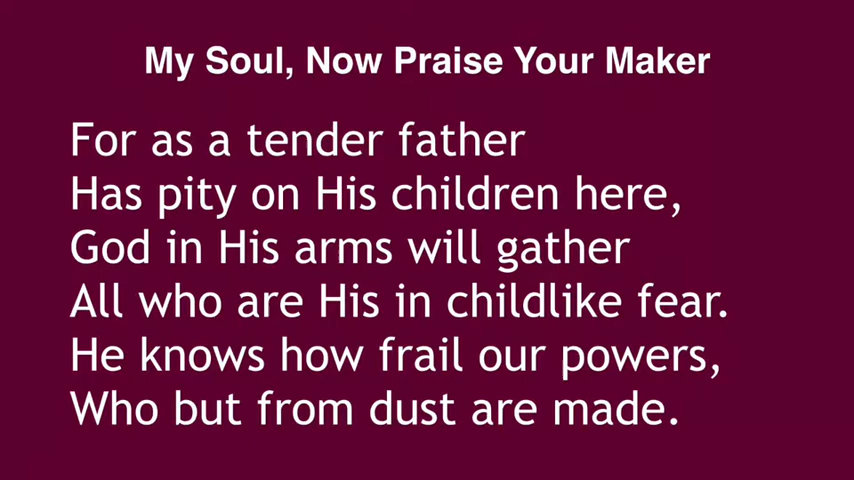 My Soul, Now Praise Your Maker
For as a tender father
Has pity on His children here,
God in His arms will gather
All who are His in childlike fear.
He knows how frail our powers,
Who but from dust are made.